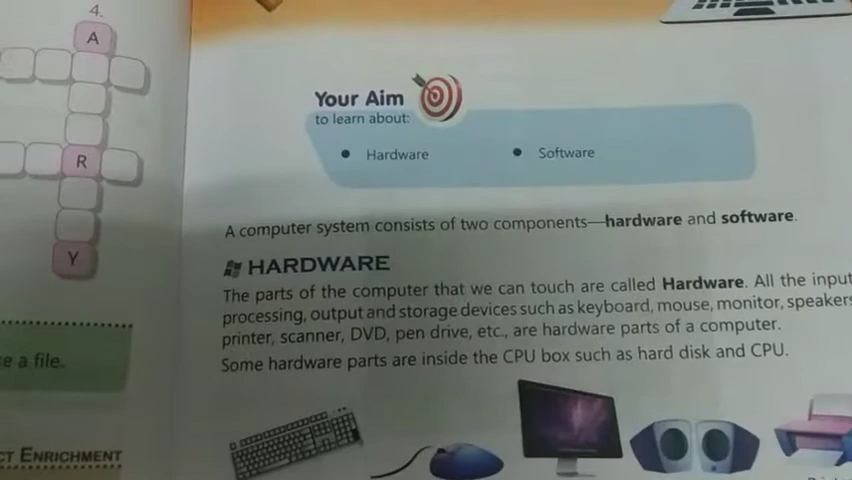 4.
A
R
Y
e a file.
CT ENRICHMENT
Your Aim
to learn about:
• Hardware
• Software
A computer system consists of two components—hardware and software.
HARDWARE
The parts of the computer that we can touch are called Hardware. All the input
processing, output and storage devices such as keyboard, mouse, monitor, speakers
printer, scanner, DVD, pen drive, etc., are hardware parts of a computer.
Some hardware parts are inside the CPU box such as hard disk and CPU.